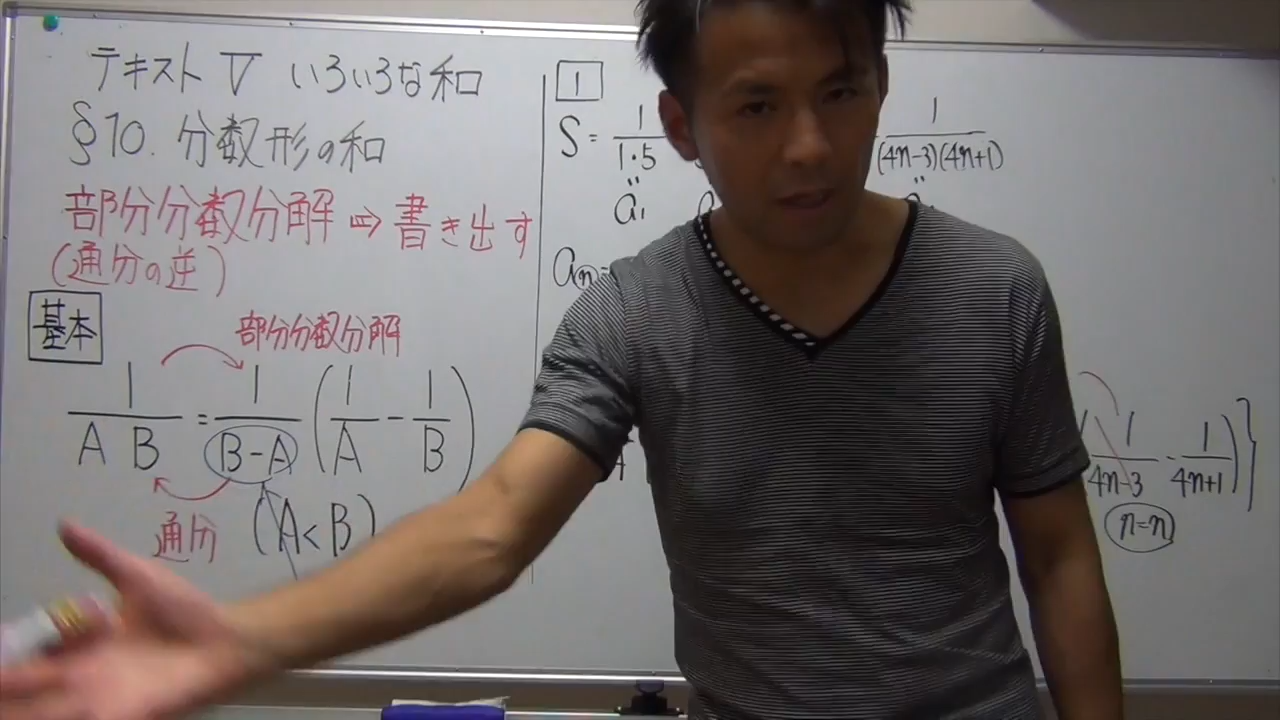 テキストⅤ いろいろな和
§10. 分数形の和
部分分数分解 ⇨ 書き出す
(通分の逆)
基本
部分分数分解
1/(A B) = 1/(B-A) (1/A - 1/B)
通分 (A<B)
1
S = 1/(1・5) 1/((4n-3)(4n+1))
a₁
a(n)=
1/(4n-3) - 1/(4n+1))}
n=n